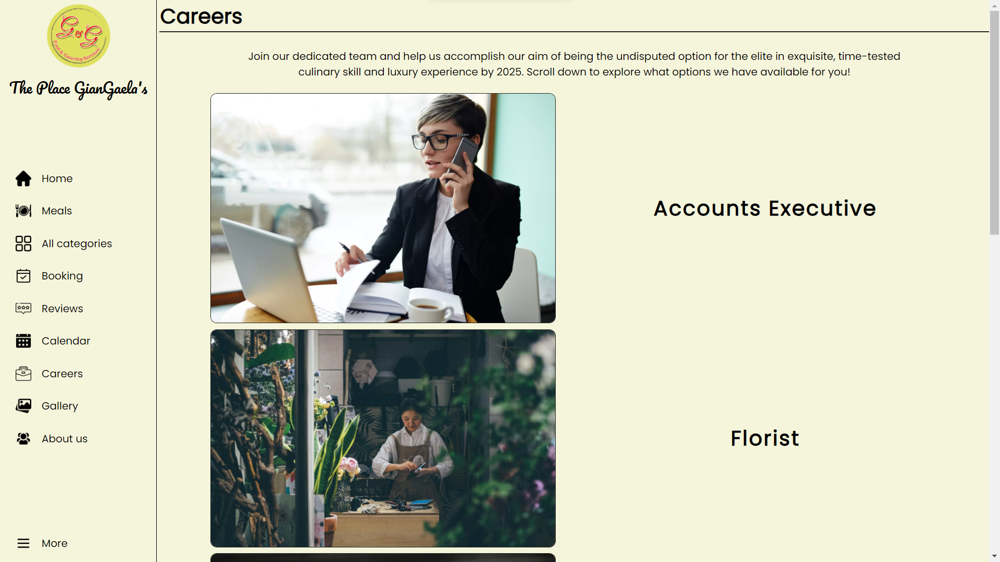 G&G
Food & Catering Services
The Place GianGaela's
Home
Meals
All categories
Booking
Reviews
Calendar
Careers
Gallery
About us
More
Careers
Join our dedicated team and help us accomplish our aim of being the undisputed option for the elite in exquisite, time-tested
culinary skill and luxury experience by 2025. Scroll down to explore what options we have available for you!
Accounts Executive
Florist